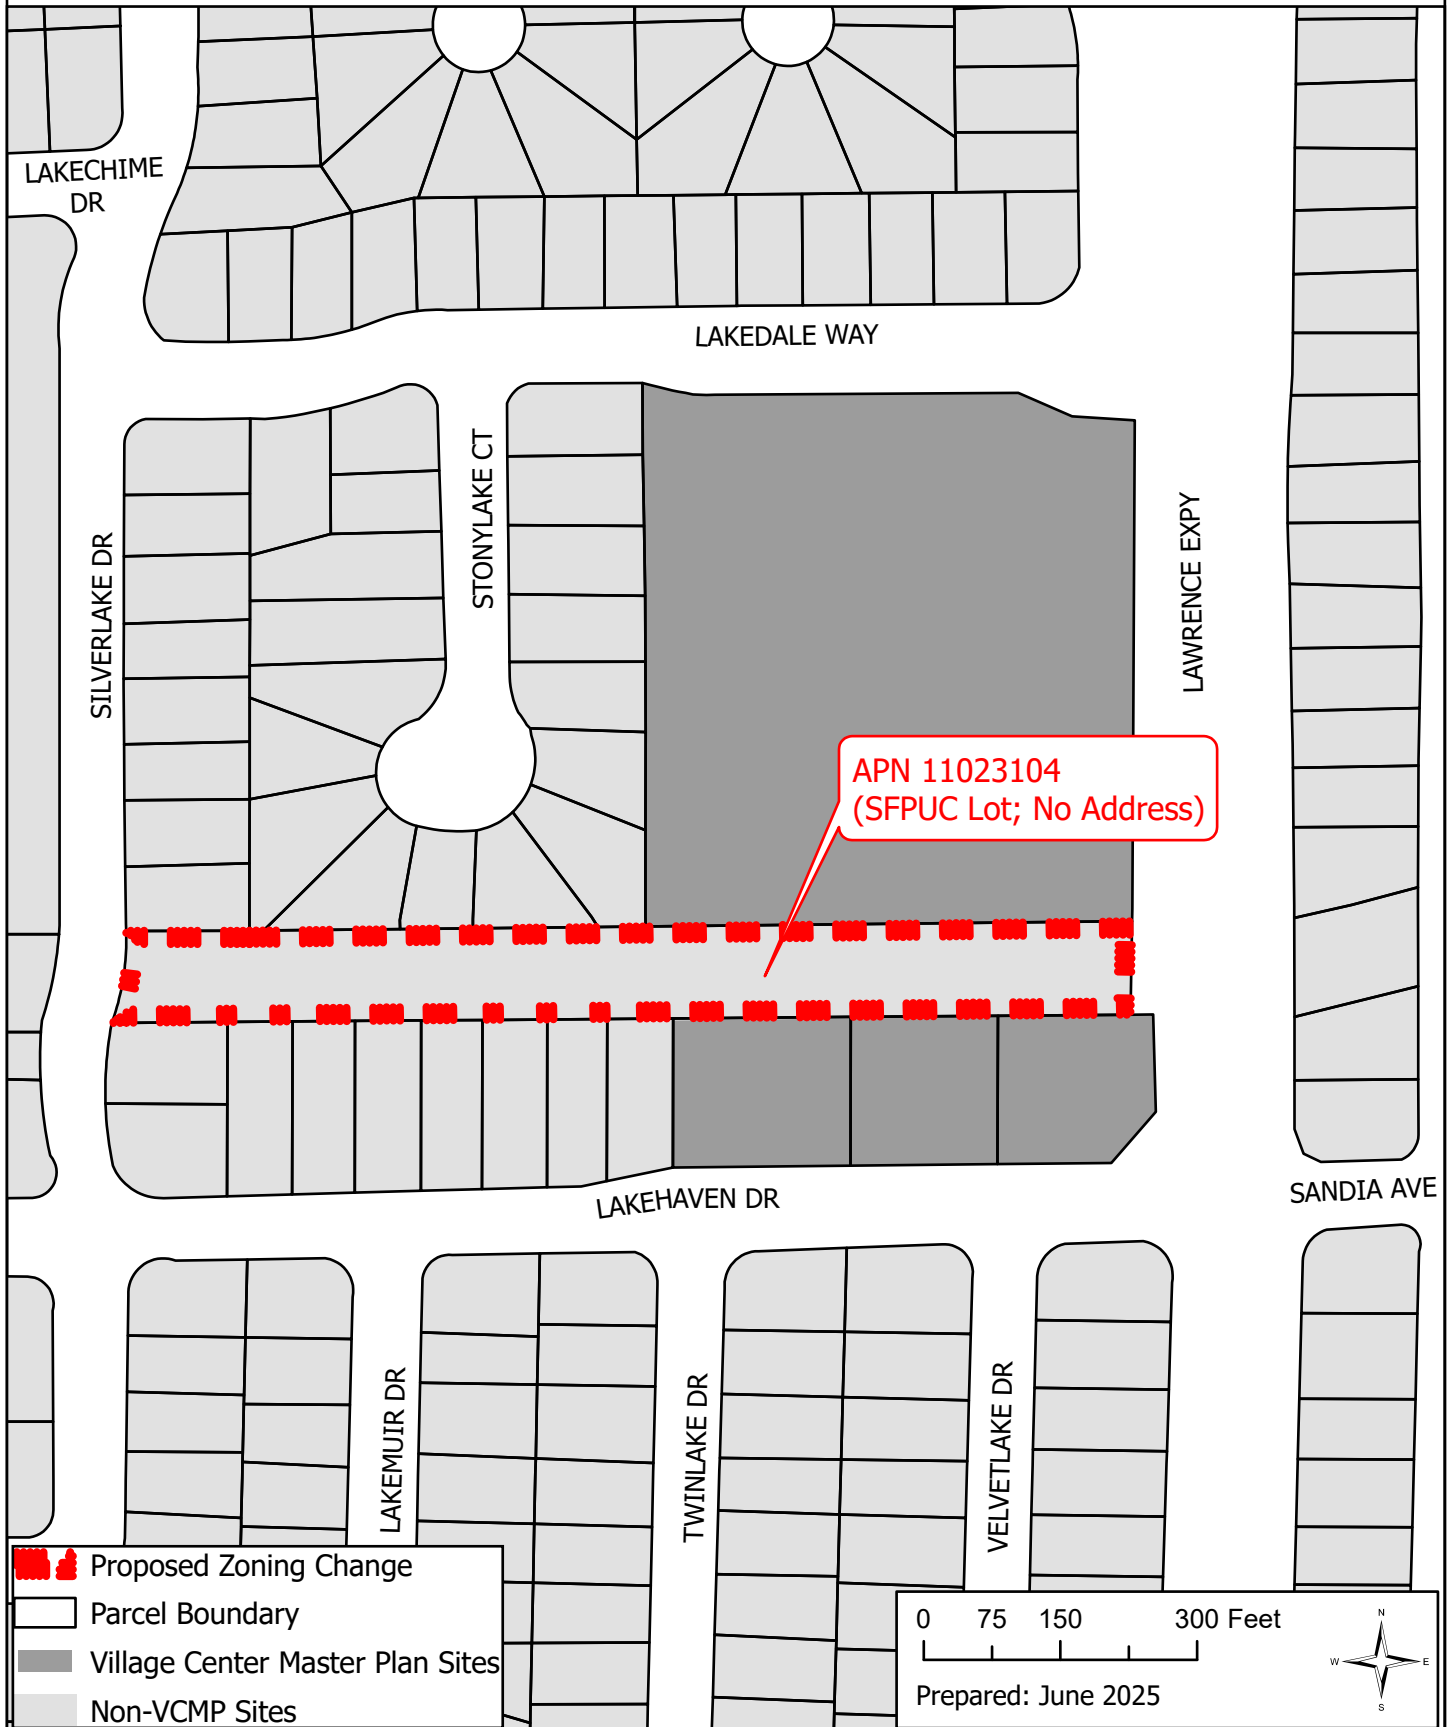 LAKECHIME
DR
LAKEDALE WAY
STONYLAKE CT
SILVERLAKE DR
LAWRENCE EXPY
APN 11023104
(SFPUC Lot; No Address)
SANDIA AVE
LAKEHAVEN DR
LAKEMUIR DR
TWINLAKE DR
VELVETLAKE DR
Proposed Zoning Change
Parcel Boundary
Village Center Master Plan Sites
Non-VCMP Sites
0 75 150 300 Feet
N
W E
S
Prepared: June 2025